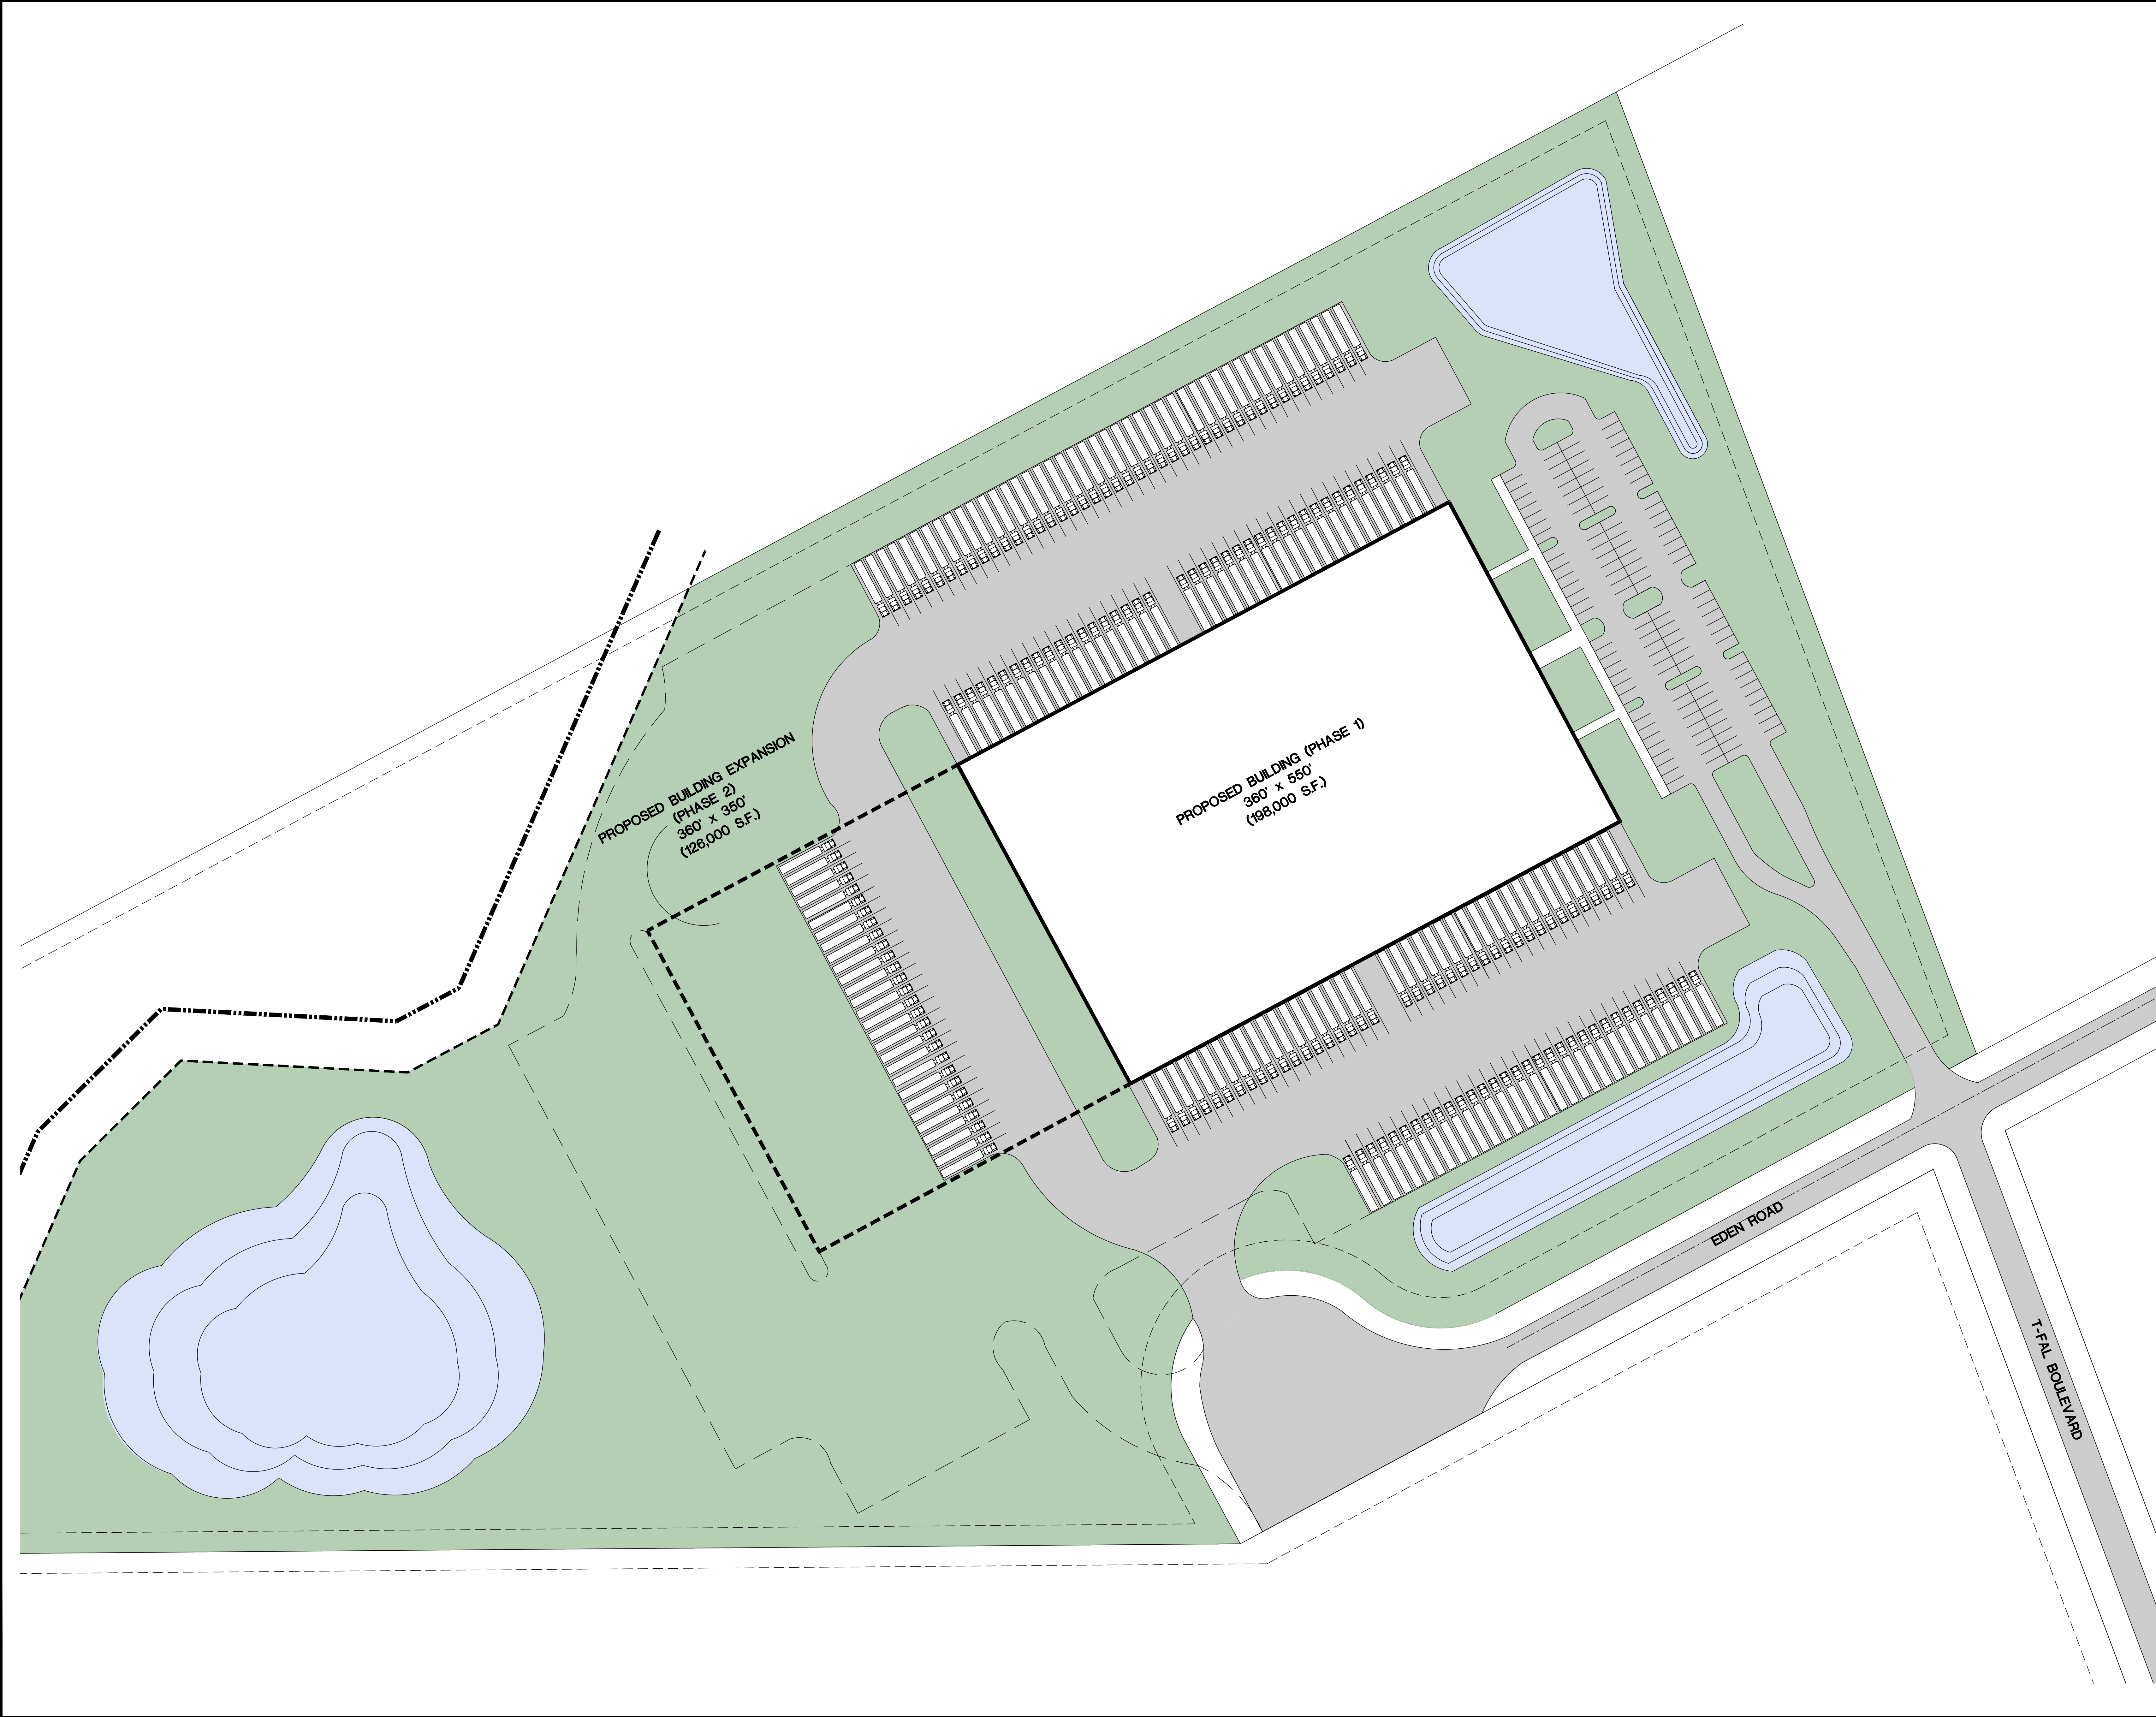 PROPOSED BUILDING EXPANSION
(PHASE 2)
360' x 350'
(126,000 S.F.)
PROPOSED BUILDING (PHASE 1)
360' x 550'
(198,000 S.F.)
EDEN ROAD
T-FAL BOULEVARD